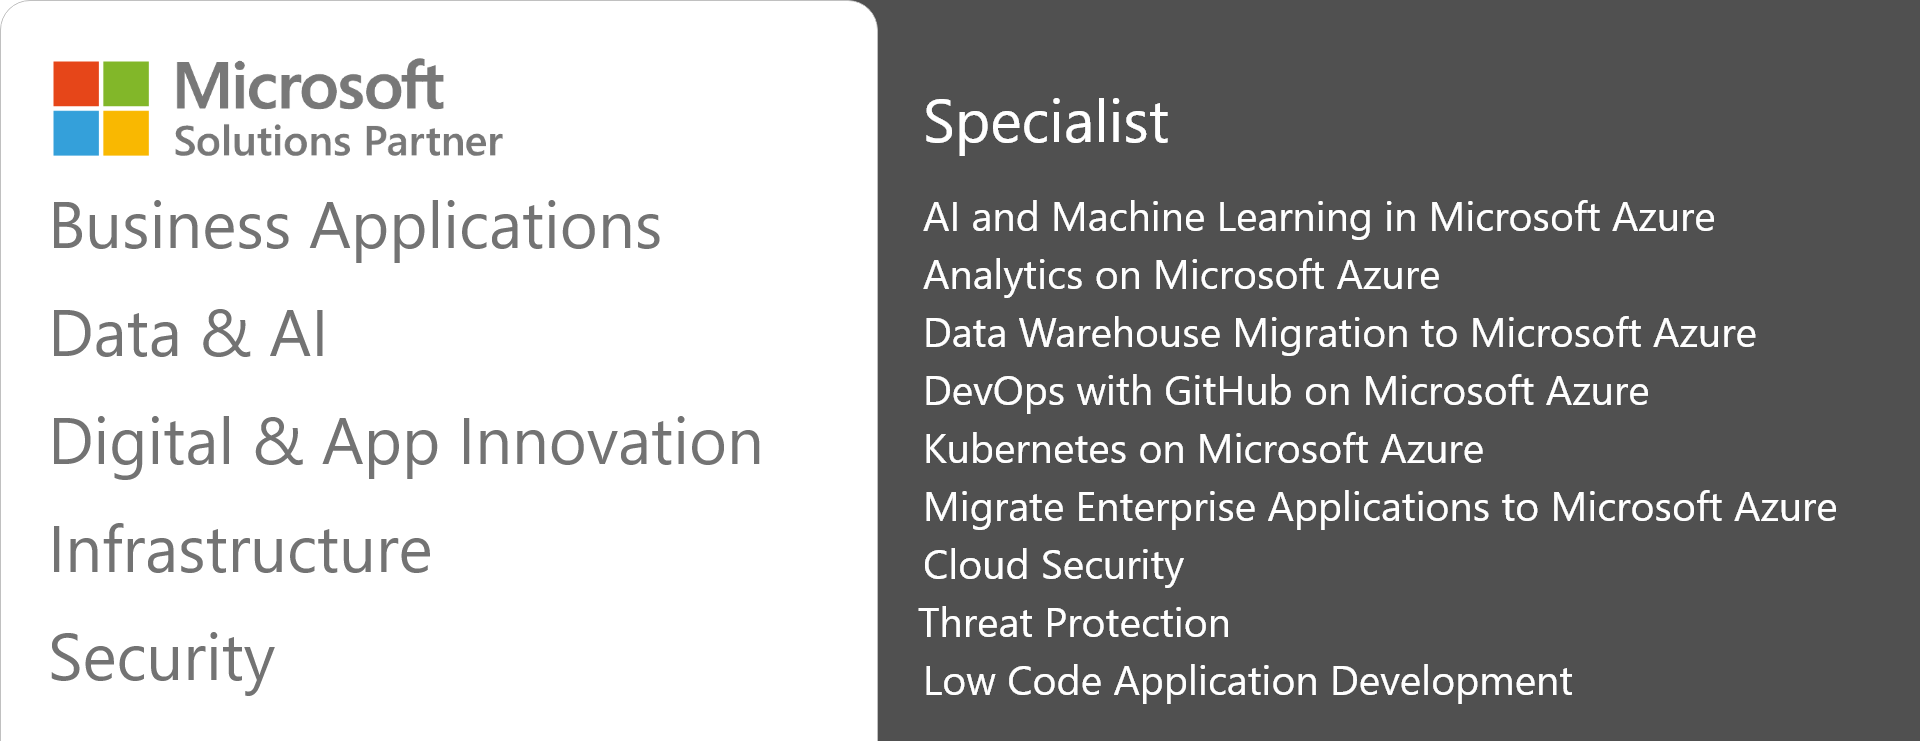 Microsoft
Solutions Partner
Business Applications
Data & AI
Digital & App Innovation
Infrastructure
Security
Specialist
AI and Machine Learning in Microsoft Azure
Analytics on Microsoft Azure
Data Warehouse Migration to Microsoft Azure
DevOps with GitHub on Microsoft Azure
Kubernetes on Microsoft Azure
Migrate Enterprise Applications to Microsoft Azure
Cloud Security
Threat Protection
Low Code Application Development